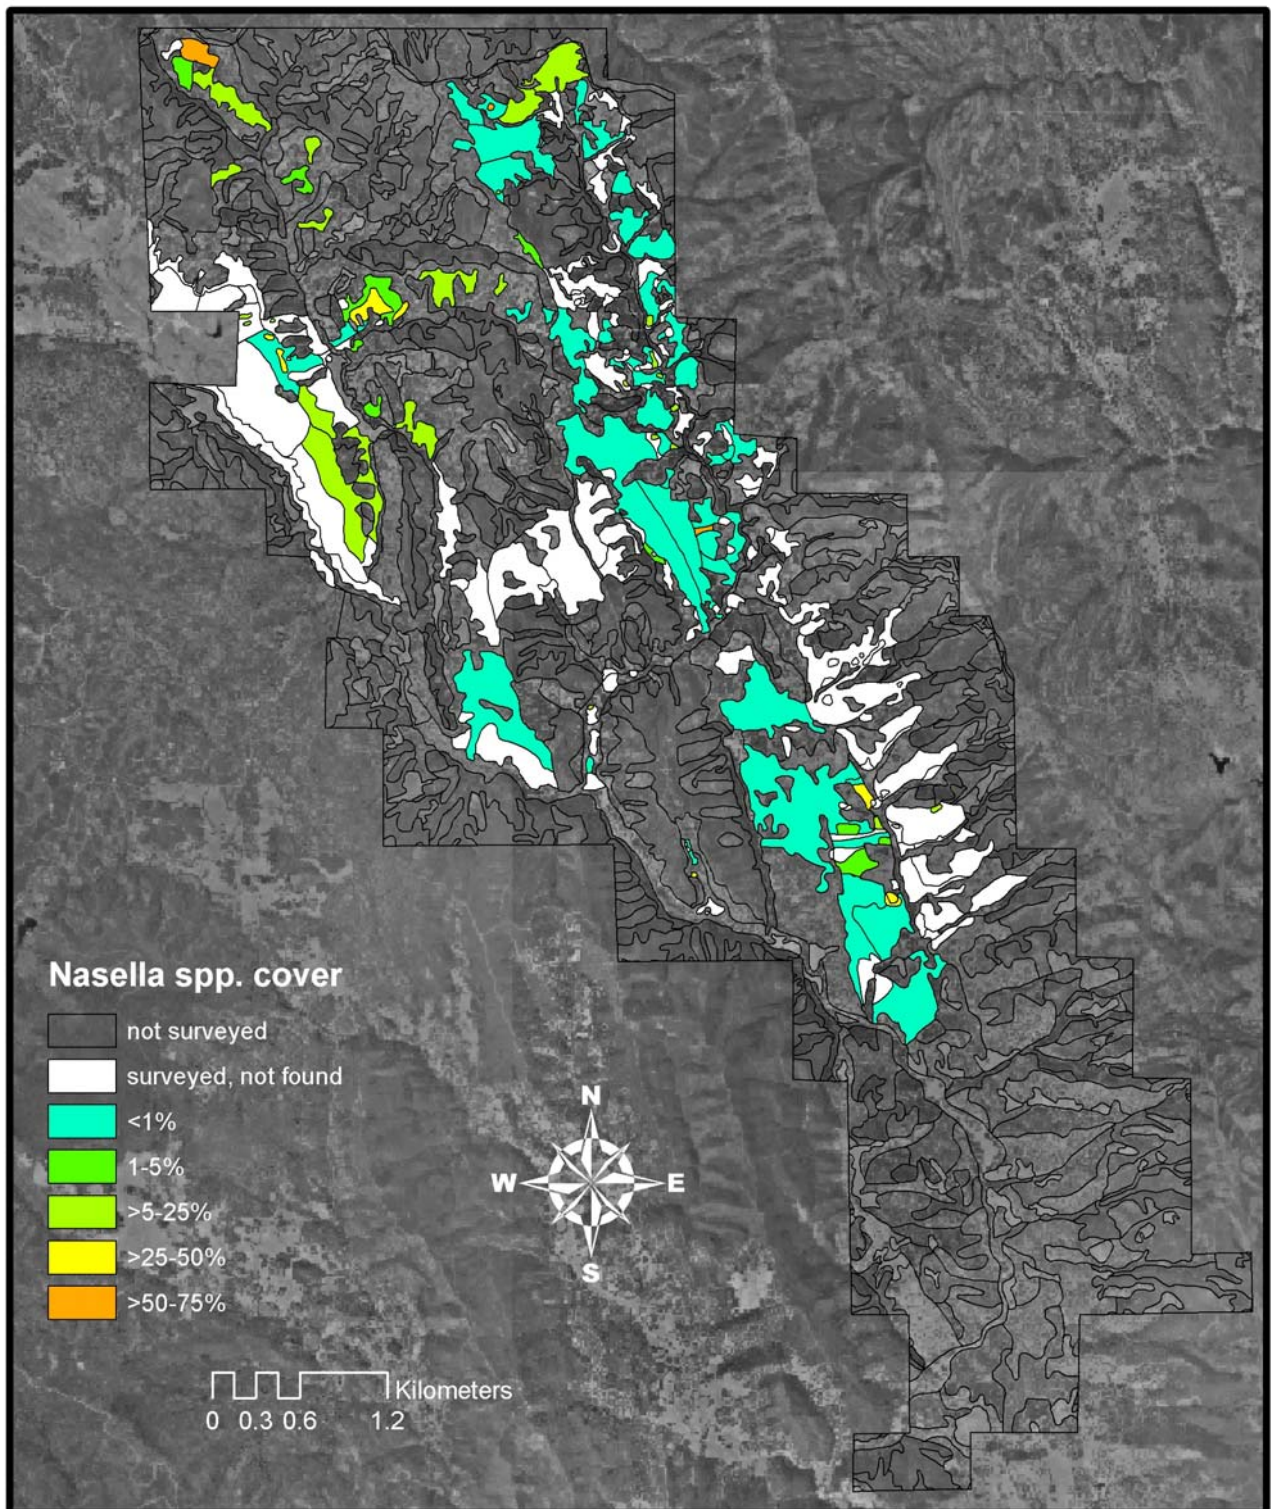 Nasella spp. cover
not surveyed
surveyed, not found
<1%
1-5%
>5-25%
>25-50%
>50-75%
N
W E
S
Kilometers
0 0.3 0.6 1.2